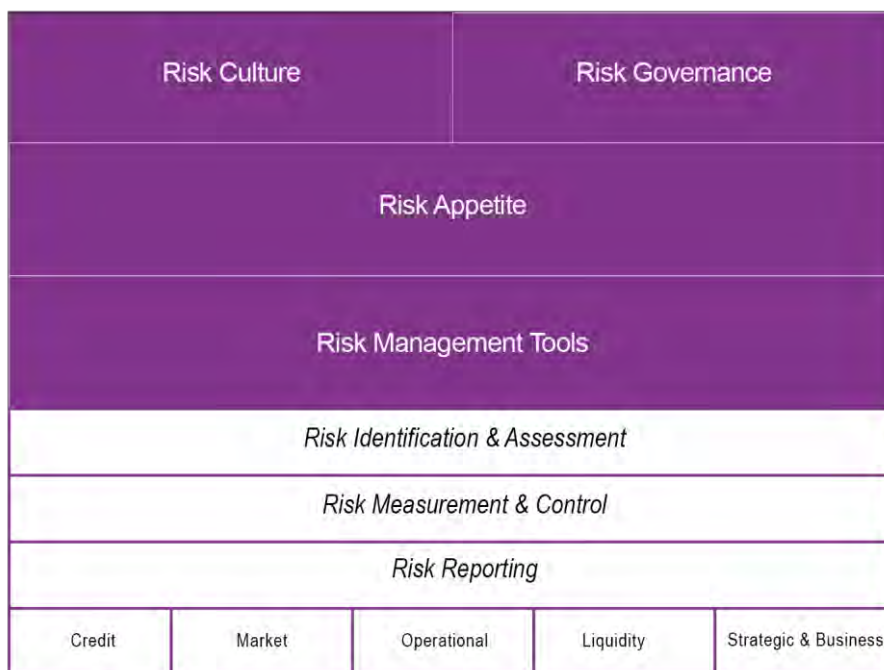 Risk Culture
Risk Governance
Risk Appetite
Risk Management Tools
Risk Identification & Assessment
Risk Measurement & Control
Risk Reporting
Credit
Market
Operational
Liquidity
Strategic & Business